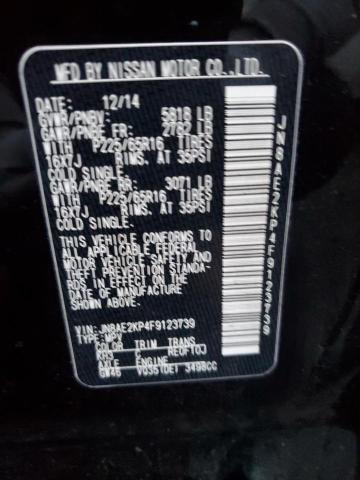 MFD BY NISSAN MOTOR CO.,LTD.
DATE: 12/14
GVWR/PNBV 5818 LB
GAWR/PNBE FR: 2792 LB
WITH P225/65R16 TIRES
16X7J RIMS. AT 35PSI
COLD SINGLE.
GAWR/PNBE RR: 3071 LB
WITH P225/65R16 TIRES
16X7J RIMS. AT 35PSI
COLD SINGLE.
THIS VEHICLE CONFORMS TO
ALL APPLICABLE FEDERAL
MOTOR VEHICLE SAFETY
THEFT PREVENTION STANDA-
RDS IN EFFECT ON THE
DATE OF MANUFACTURE
SHOWN ABOVE.
VIN:JN8AE2KP4F9123739
TYPE:MPV
COLOR TRIM TRANS
C RE0F10J
AXLE ENGINE
GW46 VQ35(DE) 3498CC
JN8AE2KP4F9123739